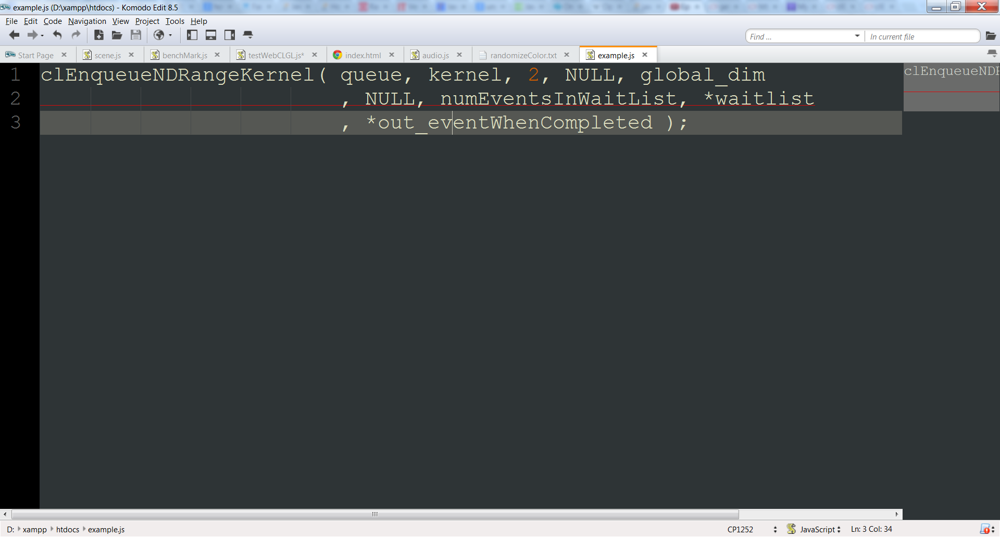 example.js (D:\xampp\htdocs) - Komodo Edit 8.5
File Edit Code Navigation View Project Tools Help
Find ... In current file
Start Page scene.js benchMark.js testWebCLGL.js* index.html audio.js randomizeColor.txt example.js
1 clEnqueueNDRangeKernel( queue, kernel, 2, NULL, global_dim
2 , NULL, numEventsInWaitList, *waitlist
3 , *out_eventWhenCompleted );
clEnqueueNDR
D: xampp htdocs example.js CP1252 JavaScript Ln: 3 Col: 34